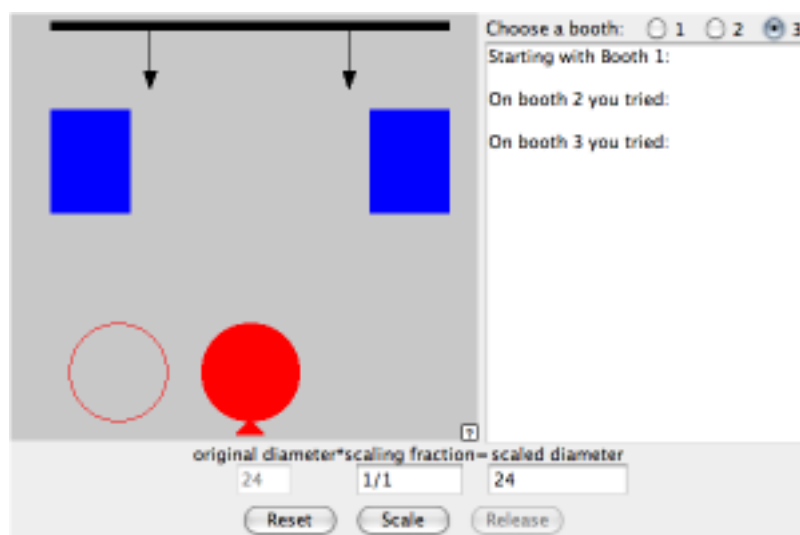 Choose a booth: 1 2 3
Starting with Booth 1:
On booth 2 you tried:
On booth 3 you tried:
?
original diameter*scaling fraction= scaled diameter
24 1/1 24
Reset Scale Release